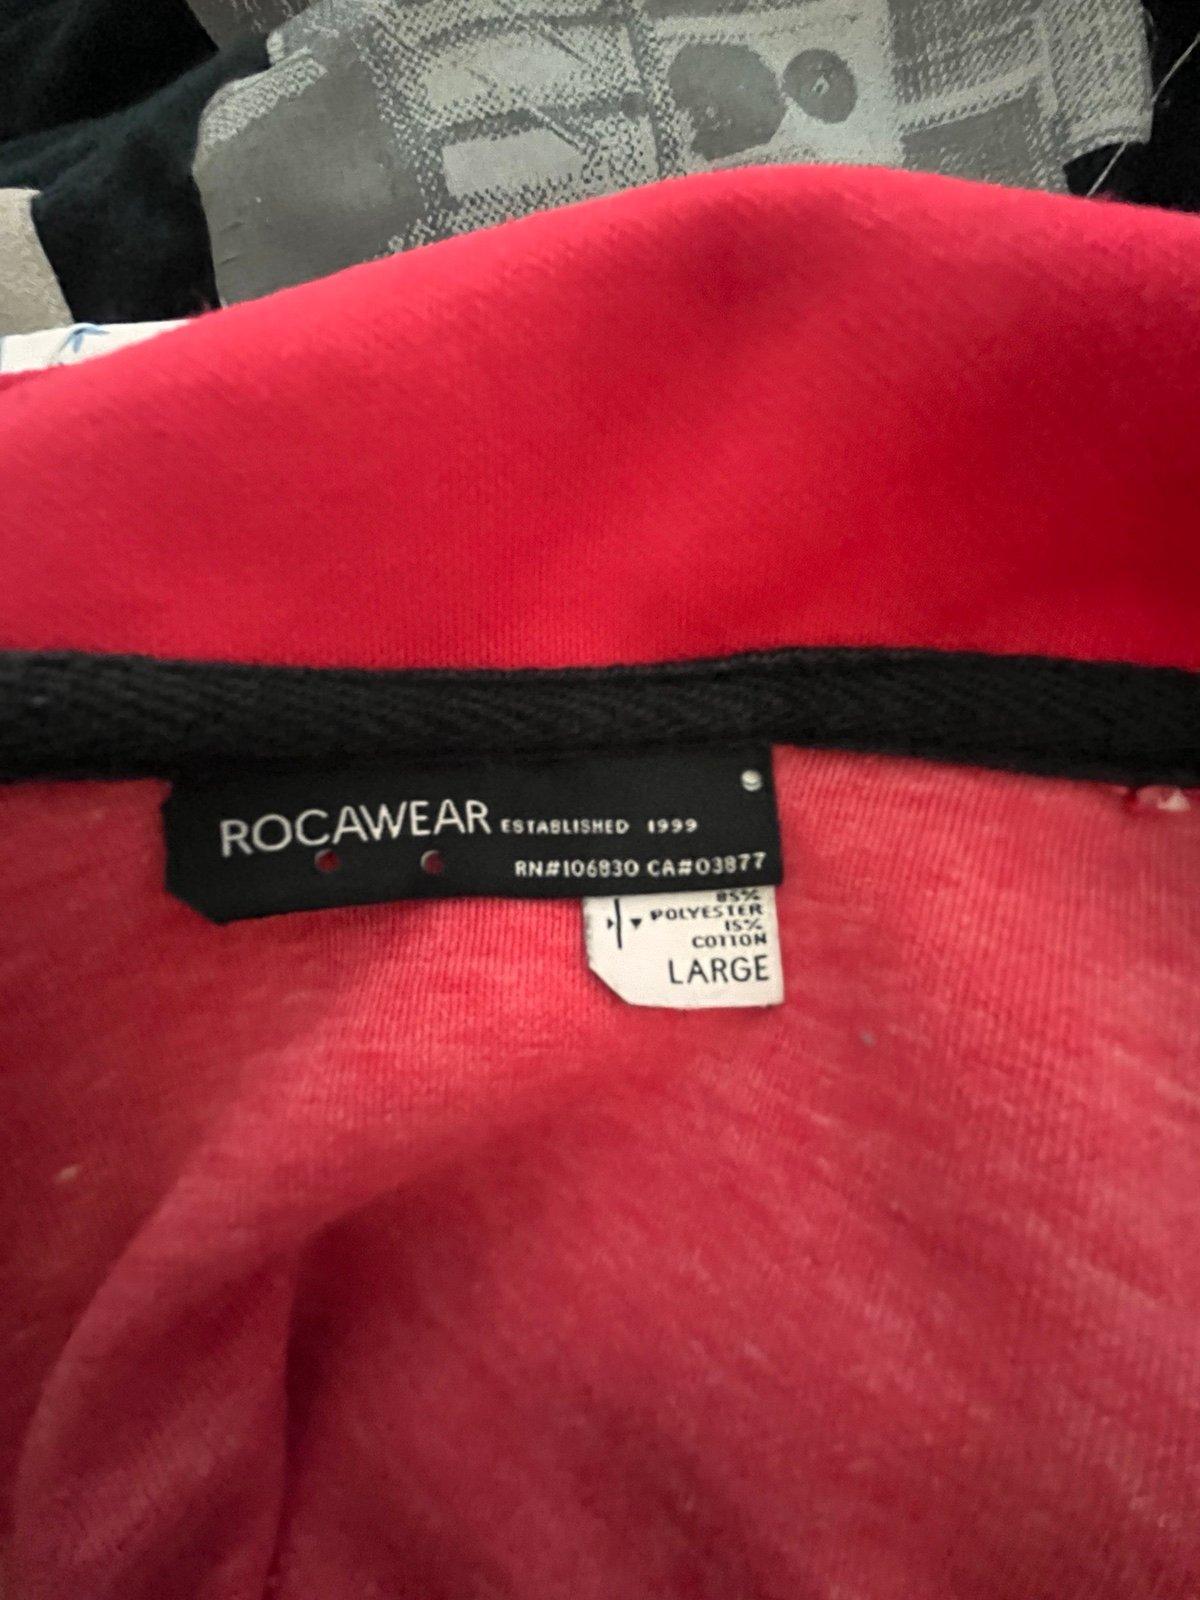 ROCAWEAR ESTABLISHED 1999
RN#106830 CA#03877
85%
POLYESTER
15%
COTTON
LARGE